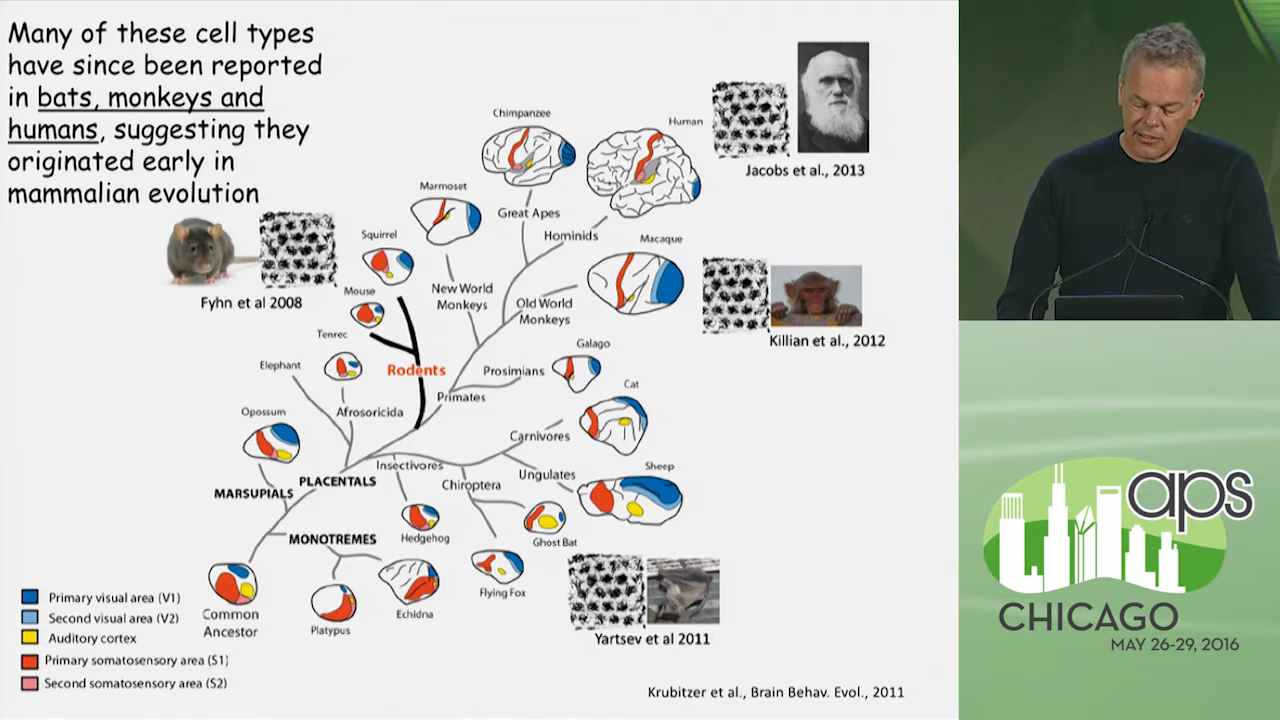 Many of these cell types
have since been reported
in bats, monkeys and
humans, suggesting they
originated early in
mammalian evolution
Chimpanzee
Human
Jacobs et al., 2013
Marmoset
Great Apes
Hominids
Squirrel
Macaque
Fyhn et al 2008
Mouse
New World
Monkeys
Old World
Monkeys
Killian et al., 2012
Tenrec
Elephant
Rodents
Prosimians
Galago
Primates
Cat
Opossum
Afrosoricida
Carnivores
Insectivores
Ungulates
Sheep
PLACENTALS
Chiroptera
MARSUPIALS
MONOTREMES
Hedgehog
Ghost Bat
Flying Fox
Common
Ancestor
Platypus
Echidna
Yartsev et al 2011
Primary visual area (V1)
Second visual area (V2)
Auditory cortex
Primary somatosensory area (S1)
Second somatosensory area (S2)
Krubitzer et al., Brain Behav. Evol., 2011
aps
CHICAGO
MAY 26-29, 2016